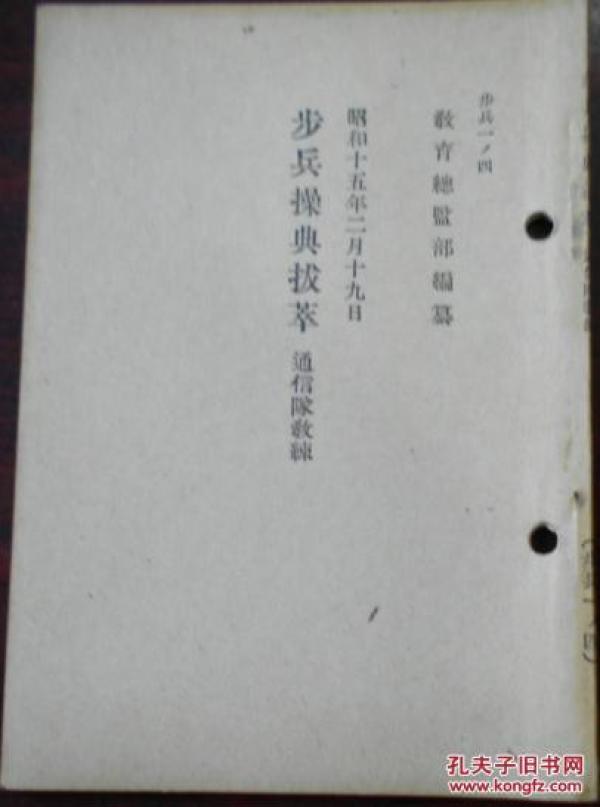 步兵一ノ四
敎育總監部編纂
昭和十五年二月十九日
步兵操典拔萃 通信隊敎練
孔夫子旧书网
www.kongfz.com